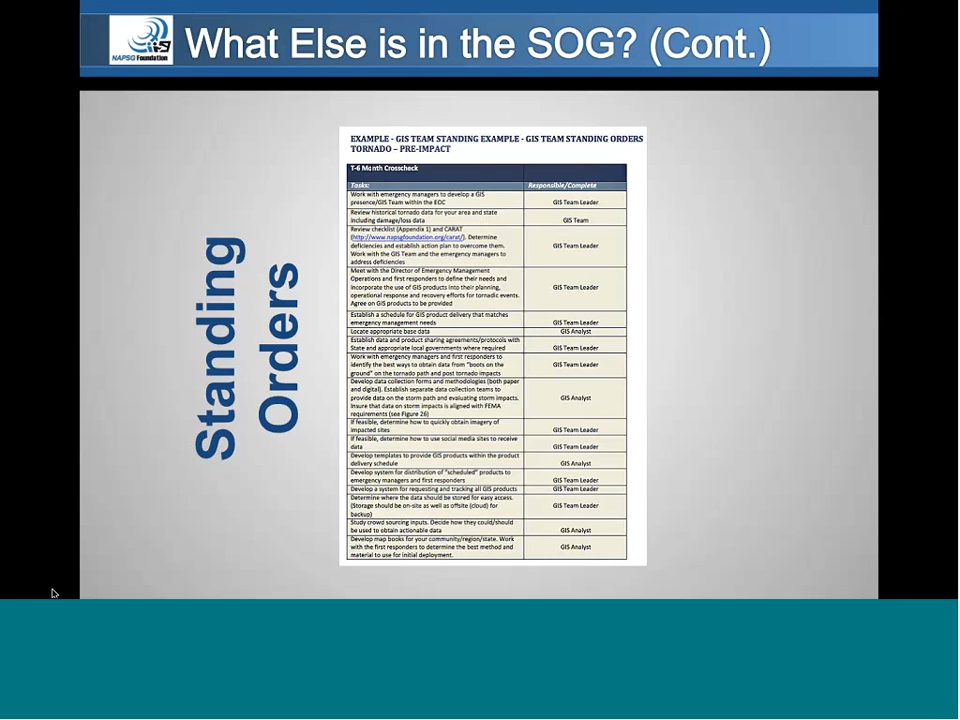 NAPSG Foundation
What Else is in the SOG? (Cont.)
Standing
Orders
EXAMPLE - GIS TEAM STANDING EXAMPLE - GIS TEAM STANDING ORDERS
TORNADO – PRE-IMPACT
T-6 Month Crosscheck
Tasks: Responsible/Complete
Work with emergency managers to develop a GIS
presence/GIS Team within the EOC
GIS Team Leader
Review historical tornado data for your area and state
including damage/loss data
GIS Team
Review checklist (Appendix 1) and CARAT
(http://www.napsgfoundation.org/carat/). Determine
deficiencies and establish action plan to overcome them.
Work with the GIS Team and the emergency managers to
address deficiencies
GIS Team Leader
Meet with the Director of Emergency Management
Operations and first responders to define their needs and
incorporate the use of GIS products into their planning,
operational response and recovery efforts for tornadic events.
Agree on GIS products to be provided
GIS Team Leader
Establish a schedule for GIS product delivery that matches
emergency management needs
GIS Team Leader
Locate appropriate base data
GIS Analyst
Establish data and product sharing agreements/protocols with
State and appropriate local governments where required
GIS Team Leader
Work with emergency managers and first responders to
identify the best ways to obtain data from "boots on the
ground" on the tornado path and post tornado impacts
GIS Team Leader
Develop data collection forms and methodologies (both paper
and digital). Establish separate data collection teams to
provide data on the storm path and evaluating storm impacts.
Insure that data on storm impacts is aligned with FEMA
requirements (see Figure 26)
GIS Analyst
If feasible, determine how to quickly obtain imagery of
impacted sites
GIS Team Leader
If feasible, determine how to use social media sites to receive
data
GIS Team Leader
Develop templates to provide GIS products within the product
delivery schedule
GIS Analyst
Develop system for distribution of "scheduled" products to
emergency managers and first responders
GIS Team Leader
Develop a system for requesting and tracking all GIS products
GIS Team Leader
Determine where the data should be stored for easy access.
(Storage should be on-site as well as offsite (cloud) for
backup)
GIS Team Leader
Study crowd sourcing inputs. Decide how they could/should
be used to obtain actionable data
GIS Analyst
Develop map books for your community/region/state. Work
with the first responders to determine the best method and
material to use for initial deployment.
GIS Analyst